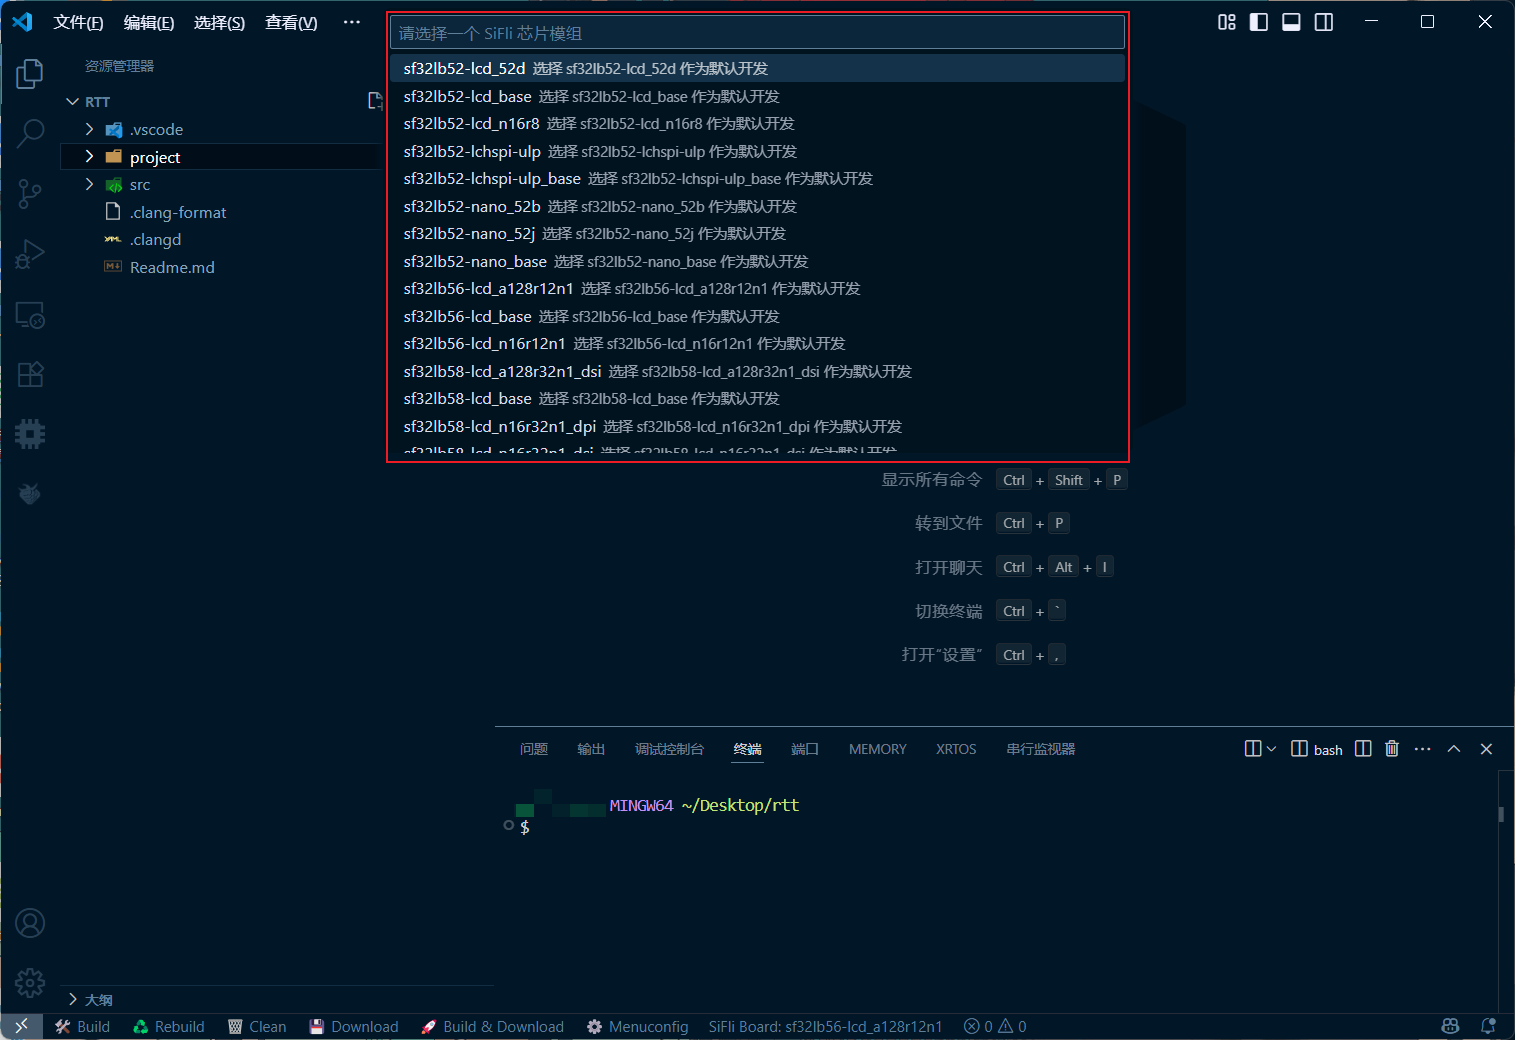 文件(F) 编辑(E) 选择(S) 查看(V) ···
请选择一个 SiFli 芯片模组
sf32lb52-lcd_52d 选择 sf32lb52-lcd_52d 作为默认开发
sf32lb52-lcd_base 选择 sf32lb52-lcd_base 作为默认开发
sf32lb52-lcd_n16r8 选择 sf32lb52-lcd_n16r8 作为默认开发
sf32lb52-lchspi-ulp 选择 sf32lb52-lchspi-ulp 作为默认开发
sf32lb52-lchspi-ulp_base 选择 sf32lb52-lchspi-ulp_base 作为默认开发
sf32lb52-nano_52b 选择 sf32lb52-nano_52b 作为默认开发
sf32lb52-nano_52j 选择 sf32lb52-nano_52j 作为默认开发
sf32lb52-nano_base 选择 sf32lb52-nano_base 作为默认开发
sf32lb56-lcd_a128r12n1 选择 sf32lb56-lcd_a128r12n1 作为默认开发
sf32lb56-lcd_base 选择 sf32lb56-lcd_base 作为默认开发
sf32lb56-lcd_n16r12n1 选择 sf32lb56-lcd_n16r12n1 作为默认开发
sf32lb58-lcd_a128r32n1_dsi 选择 sf32lb58-lcd_a128r32n1_dsi 作为默认开发
sf32lb58-lcd_base 选择 sf32lb58-lcd_base 作为默认开发
sf32lb58-lcd_n16r32n1_dpi 选择 sf32lb58-lcd_n16r32n1_dpi 作为默认开发
sf32lb58-lcd_n16r32n1_dsi 选择 sf32lb58-lcd_n16r32n1_dsi 作为默认开发
资源管理器
RTT
.vscode
project
src
.clang-format
.clangd
Readme.md
显示所有命令 Ctrl + Shift + P
转到文件 Ctrl + P
打开聊天 Ctrl + Alt + I
切换终端 Ctrl + `
打开“设置” Ctrl + ,
问题 输出 调试控制台 终端 端口 MEMORY XRTOS 串行监视器 bash
MINGW64 ~/Desktop/rtt
$
大纲
Build Rebuild Clean Download Build & Download Menuconfig SiFli Board: sf32lb56-lcd_a128r12n1 0 0